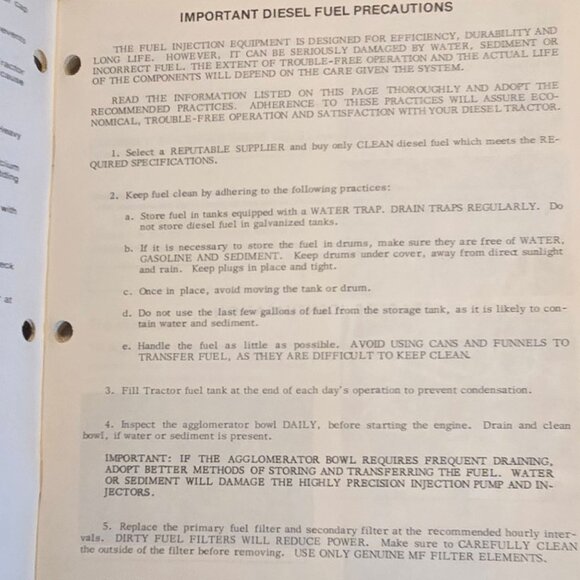 cap
events
tractor
cause
Heavy
cium
ding
with
eck
at
IMPORTANT DIESEL FUEL PRECAUTIONS
THE FUEL INJECTION EQUIPMENT IS DESIGNED FOR EFFICIENCY, DURABILITY AND
LONG LIFE. HOWEVER, IT CAN BE SERIOUSLY DAMAGED BY WATER, SEDIMENT OR
INCORRECT FUEL. THE EXTENT OF TROUBLE-FREE OPERATION AND THE ACTUAL LIFE
OF THE COMPONENTS WILL DEPEND ON THE CARE GIVEN THE SYSTEM.
READ THE INFORMATION LISTED ON THIS PAGE THOROUGHLY AND ADOPT THE
RECOMMENDED PRACTICES. ADHERENCE TO THESE PRACTICES WILL ASSURE ECO-
NOMICAL, TROUBLE-FREE OPERATION AND SATISFACTION WITH YOUR DIESEL TRACTOR.
1. Select a REPUTABLE SUPPLIER and buy only CLEAN diesel fuel which meets the RE-
QUIRED SPECIFICATIONS.
2. Keep fuel clean by adhering to the following practices:
a. Store fuel in tanks equipped with a WATER TRAP. DRAIN TRAPS REGULARLY. Do
not store diesel fuel in galvanized tanks.
b. If it is necessary to store the fuel in drums, make sure they are free of WATER,
GASOLINE AND SEDIMENT. Keep drums under cover, away from direct sunlight
and rain. Keep plugs in place and tight.
c. Once in place, avoid moving the tank or drum.
d. Do not use the last few gallons of fuel from the storage tank, as it is likely to con-
tain water and sediment.
e. Handle the fuel as little as possible. AVOID USING CANS AND FUNNELS TO
TRANSFER FUEL, AS THEY ARE DIFFICULT TO KEEP CLEAN.
3. Fill Tractor fuel tank at the end of each day's operation to prevent condensation.
4. Inspect the agglomerator bowl DAILY, before starting the engine. Drain and clean
bowl, if water or sediment is present.
IMPORTANT: IF THE AGGLOMERATOR BOWL REQUIRES FREQUENT DRAINING,
ADOPT BETTER METHODS OF STORING AND TRANSFERRING THE FUEL. WATER
OR SEDIMENT WILL DAMAGE THE HIGHLY PRECISION INJECTION PUMP AND IN-
JECTORS.
5. Replace the primary fuel filter and secondary filter at the recommended hourly inter-
vals. DIRTY FUEL FILTERS WILL REDUCE POWER. Make sure to CAREFULLY CLEAN
the outside of the filter before removing. USE ONLY GENUINE MF FILTER ELEMENTS.